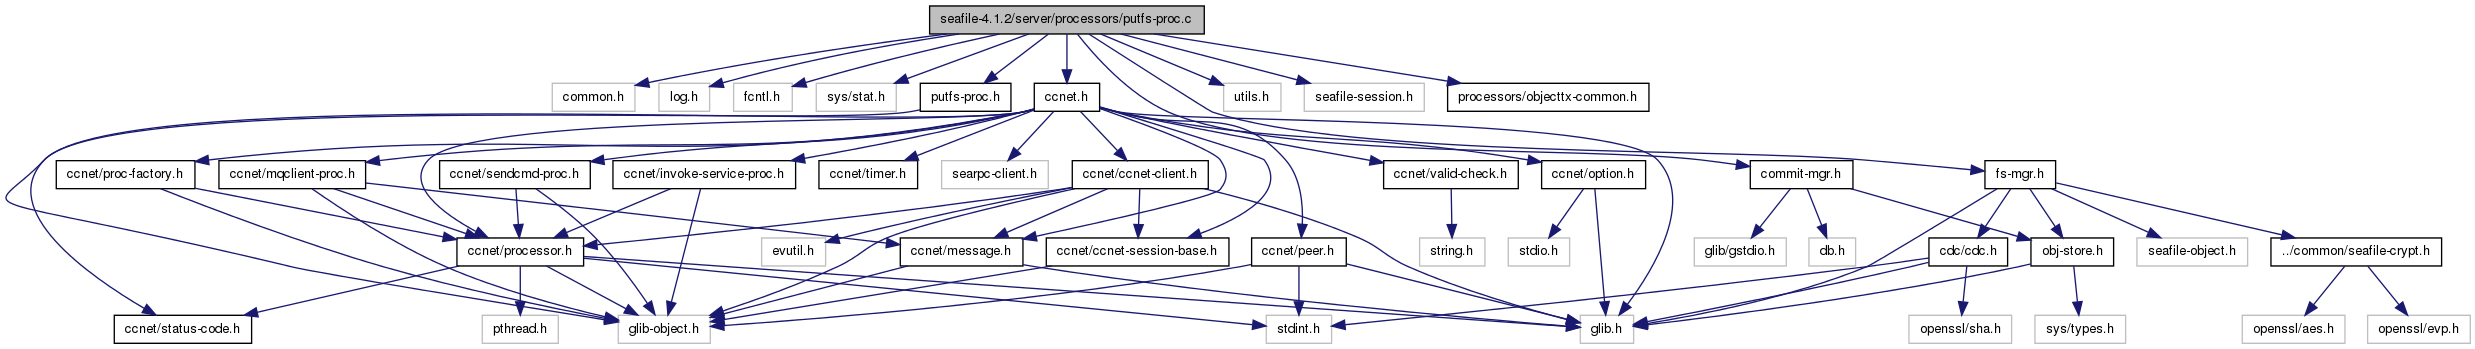 seafile-4.1.2/server/processors/putfs-proc.c
common.h
log.h
fcntl.h
sys/stat.h
putfs-proc.h
ccnet.h
utils.h
seafile-session.h
processors/objecttx-common.h
ccnet/proc-factory.h
ccnet/mqclient-proc.h
ccnet/sendcmd-proc.h
ccnet/invoke-service-proc.h
ccnet/timer.h
searpc-client.h
ccnet/ccnet-client.h
ccnet/valid-check.h
ccnet/option.h
commit-mgr.h
fs-mgr.h
ccnet/processor.h
evutil.h
ccnet/message.h
ccnet/ccnet-session-base.h
ccnet/peer.h
string.h
stdio.h
glib/gstdio.h
db.h
cdc/cdc.h
obj-store.h
seafile-object.h
../common/seafile-crypt.h
ccnet/status-code.h
pthread.h
glib-object.h
stdint.h
glib.h
openssl/sha.h
sys/types.h
openssl/aes.h
openssl/evp.h